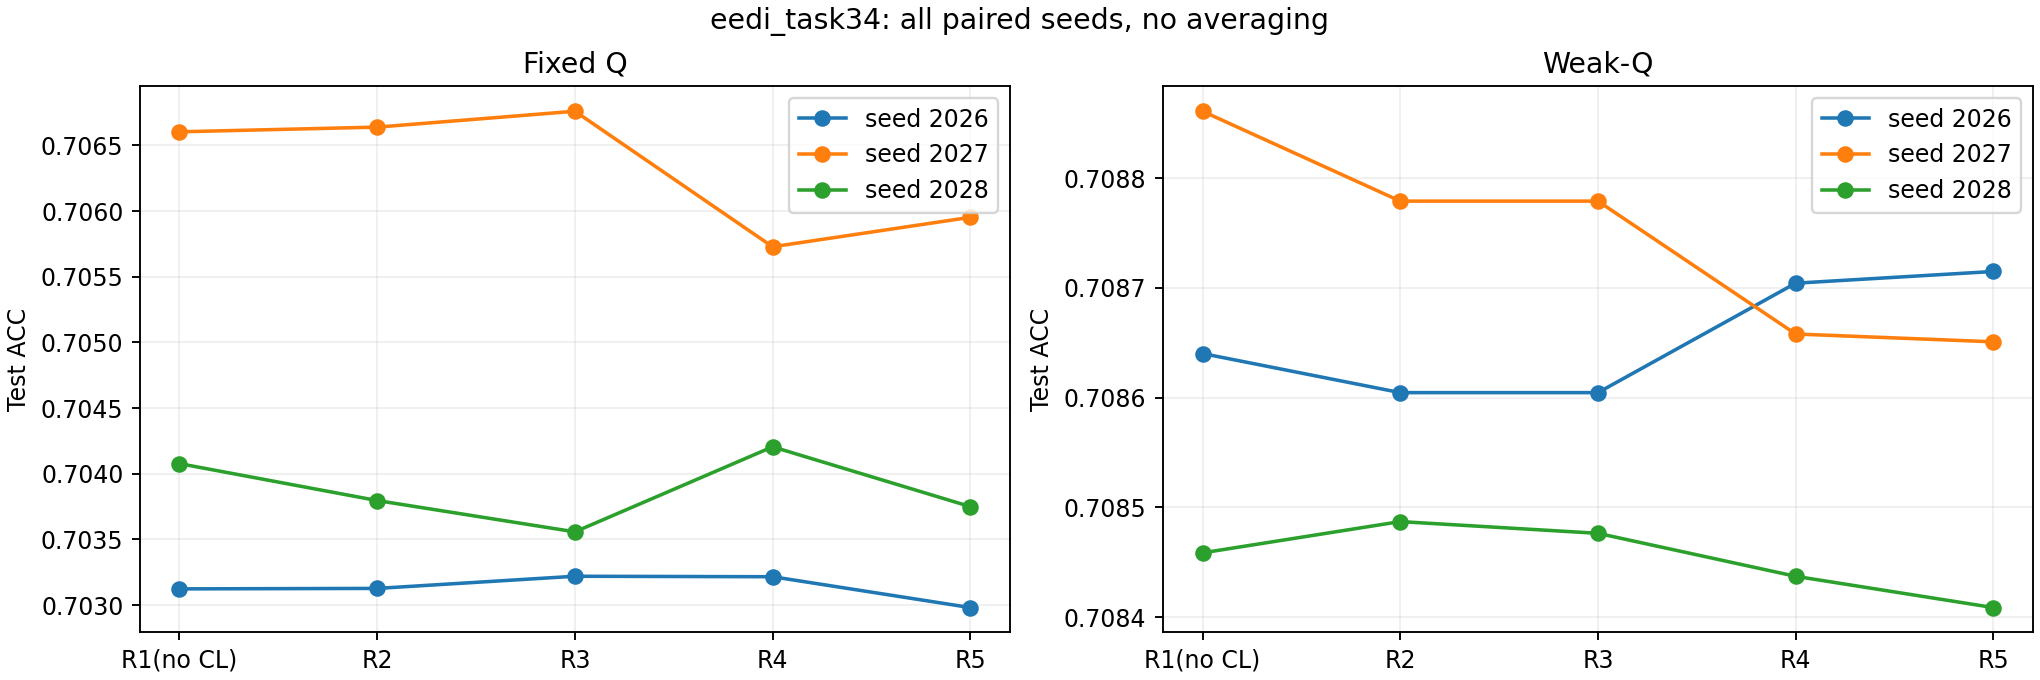 eedi_task34: all paired seeds, no averaging
Fixed Q
Test ACC
0.7065
0.7060
0.7055
0.7050
0.7045
0.7040
0.7035
0.7030
R1(no CL) R2 R3 R4 R5
seed 2026
seed 2027
seed 2028
Weak-Q
Test ACC
0.7088
0.7087
0.7086
0.7085
0.7084
R1(no CL) R2 R3 R4 R5
seed 2026
seed 2027
seed 2028